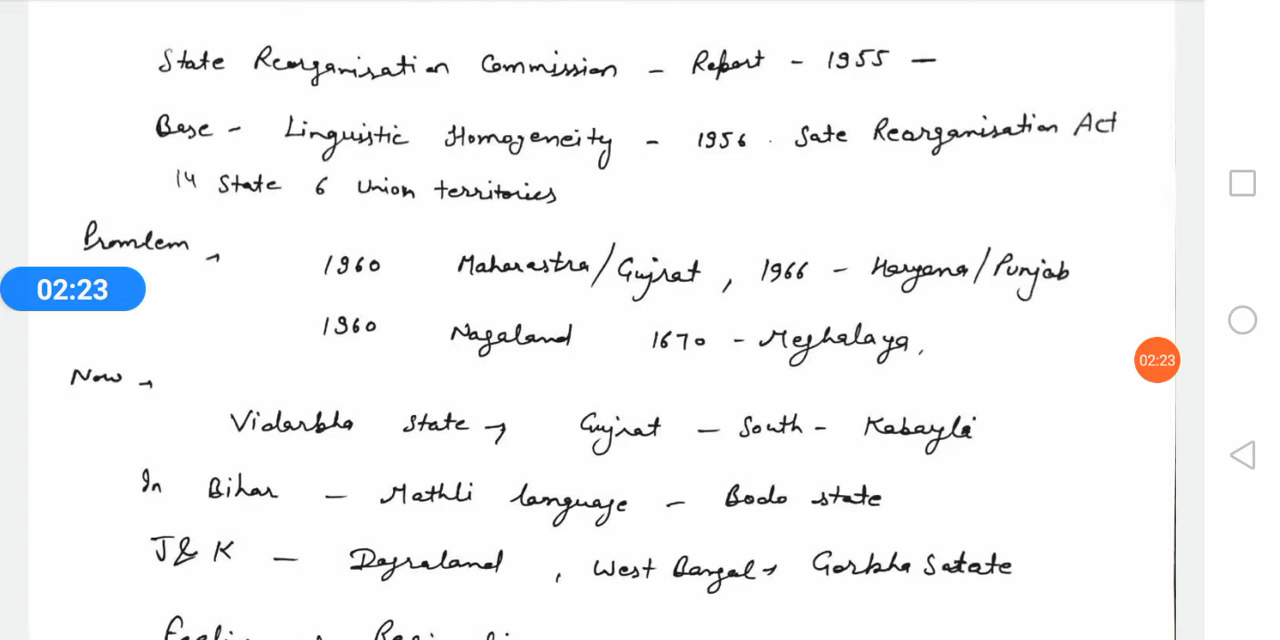 State Reorganisation Commission - Report - 1955 -
Base - Linguistic Homogeneity - 1956 . Sate Rearganisation Act
14 State 6 Union territories
Promlem → 1960 Maharastra/Gujrat, 1966 - Haryana/Punjab
02:23
1960 Nagaland 1670 - Meghalaya.
02:23
Now →
Vidarbha State → Gujrat - South - Kabayli
In Bihar - Mathli language - Bodo state
J&K - Dograland, West Bangal → Gorkha Satate